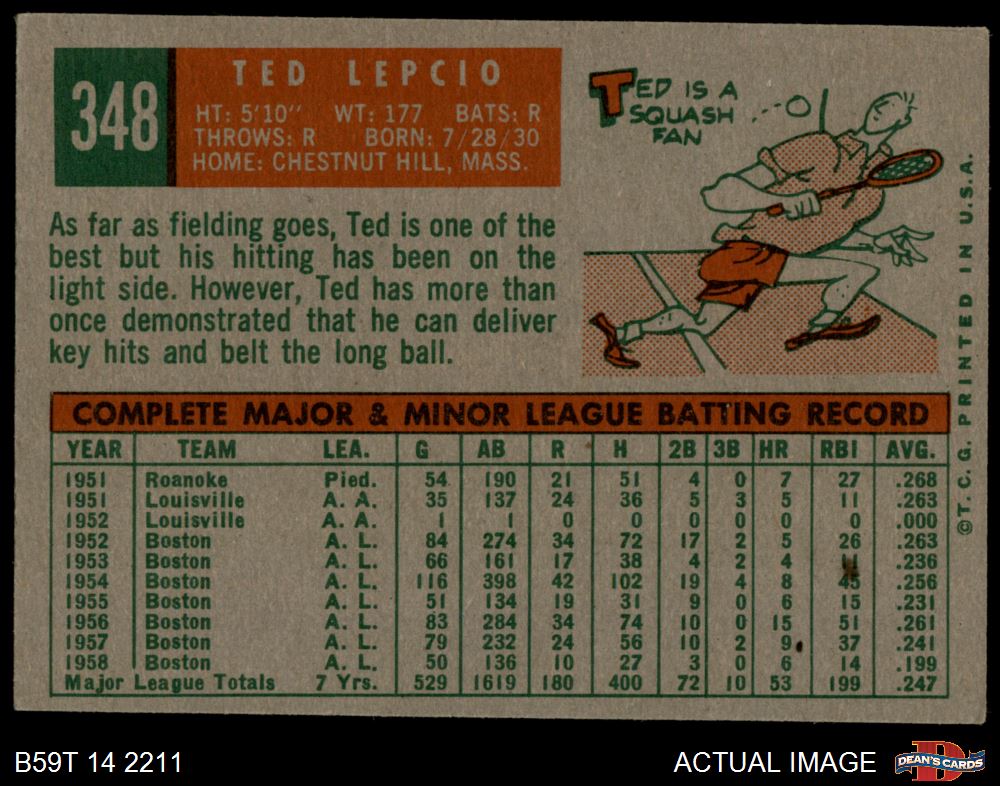 348
TED LEPCIO
HT: 5'10" WT: 177 BATS: R
THROWS: R BORN: 7/28/30
HOME: CHESTNUT HILL, MASS.
TED IS A
SQUASH
FAN
As far as fielding goes, Ted is one of the
best but his hitting has been on the
light side. However, Ted has more than
once demonstrated that he can deliver
key hits and belt the long ball.
COMPLETE MAJOR & MINOR LEAGUE BATTING RECORD
YEAR TEAM LEA. G AB R H 2B 3B HR RBI AVG.
1951 Roanoke Pied. 54 190 21 51 4 0 7 27 .268
1951 Louisville A. A. 35 137 24 36 5 3 5 11 .263
1952 Louisville A. A. 1 1 0 0 0 0 0 0 .000
1952 Boston A. L. 84 274 34 72 17 2 5 26 .263
1953 Boston A. L. 66 161 17 38 4 2 4 .236
1954 Boston A. L. 116 398 42 102 19 4 8 45 .256
1955 Boston A. L. 51 134 19 31 9 0 6 15 .231
1956 Boston A. L. 83 284 34 74 10 0 15 51 .261
1957 Boston A. L. 79 232 24 56 10 2 9 37 .241
1958 Boston A. L. 50 136 10 27 3 0 6 14 .199
Major League Totals 7 Yrs. 529 1619 180 400 72 10 53 199 .247
©T.C.G. PRINTED IN U.S.A.
B59T 14 2211
ACTUAL IMAGE
D
DEAN'S CARDS